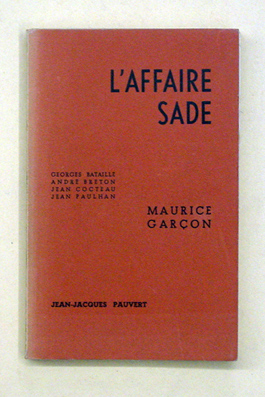 L'AFFAIRE
SADE
GEORGES BATAILLE
ANDRÉ BRETON
JEAN COCTEAU
JEAN PAULHAN
MAURICE
GARÇON
JEAN-JACQUES PAUVERT